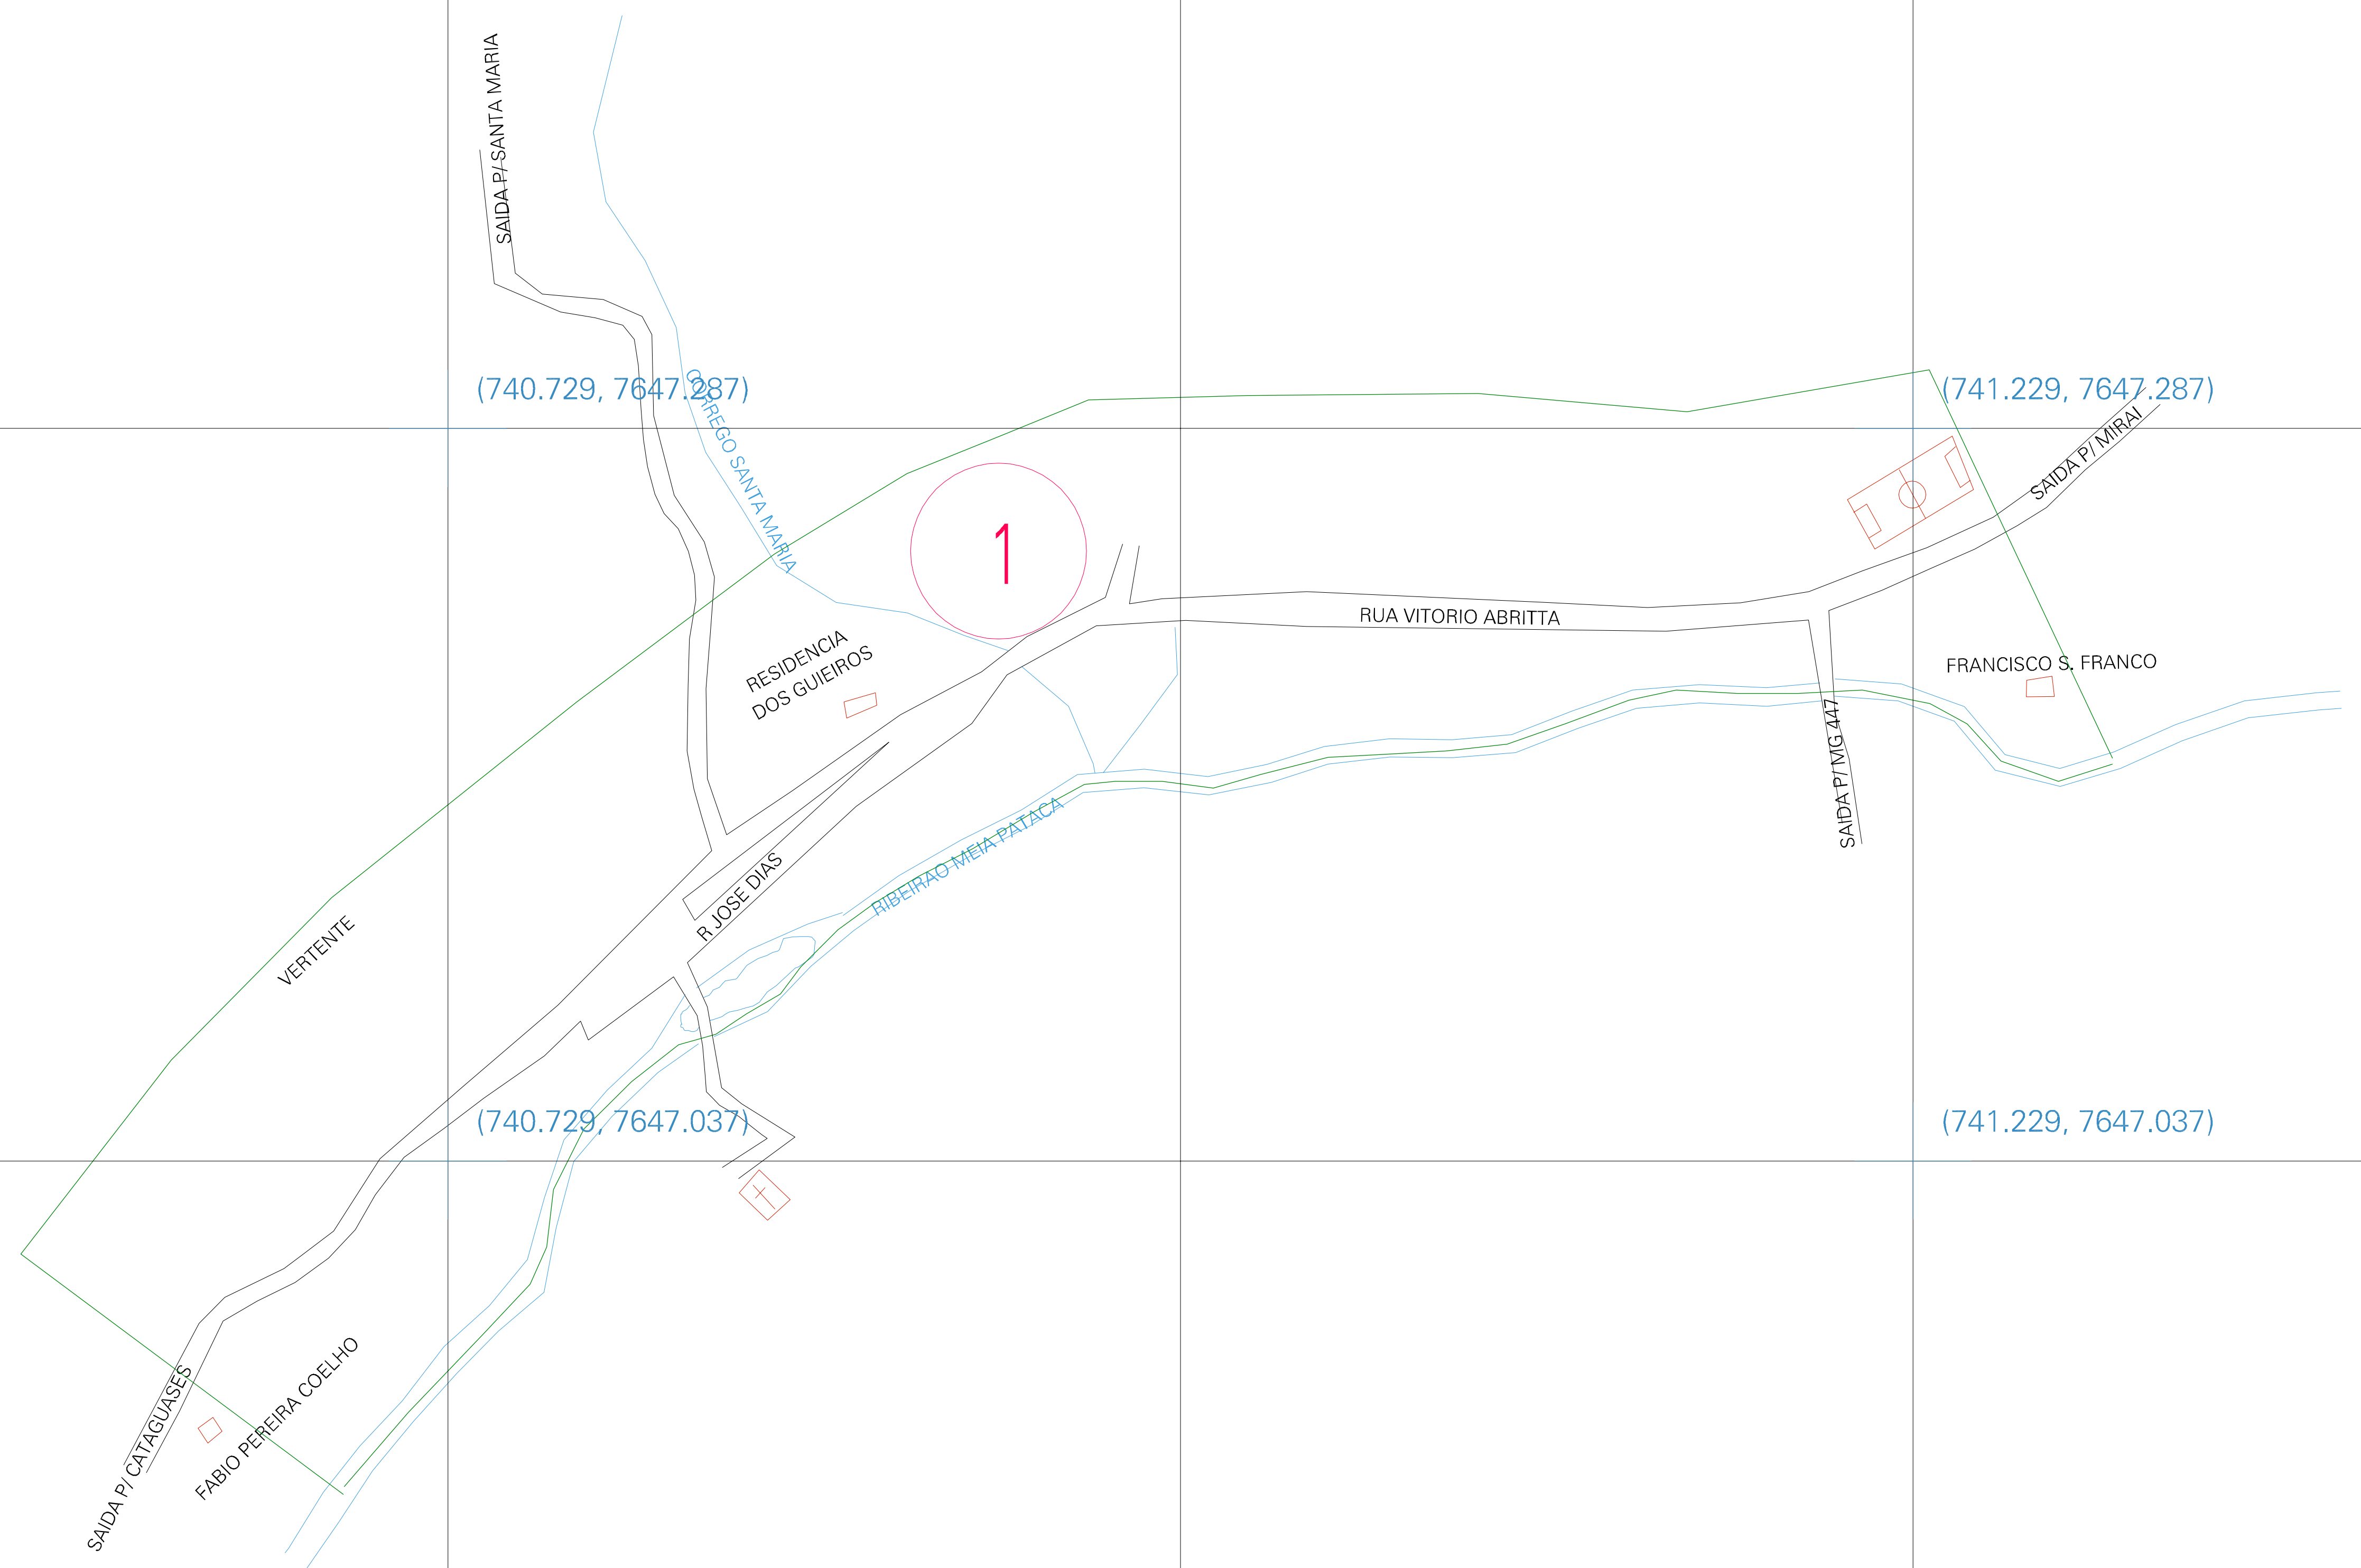 SAIDA P/ SANTA MARIA
(740.729, 7647.287)
CORREGO SANTA MARIA
(741.229, 7647.287)
SAIDA P/ MIRAI
1
RUA VITORIO ABRITTA
RESIDENCIA
DOS GUIEIROS
FRANCISCO S. FRANCO
SAIDA P/ MG 447
RIBEIRAO MEIA PATACA
R JOSE DIAS
VERTENTE
(740.729, 7647.037)
(741.229, 7647.037)
SAIDA P/ CATAGUASES
FABIO PEREIRA COELHO